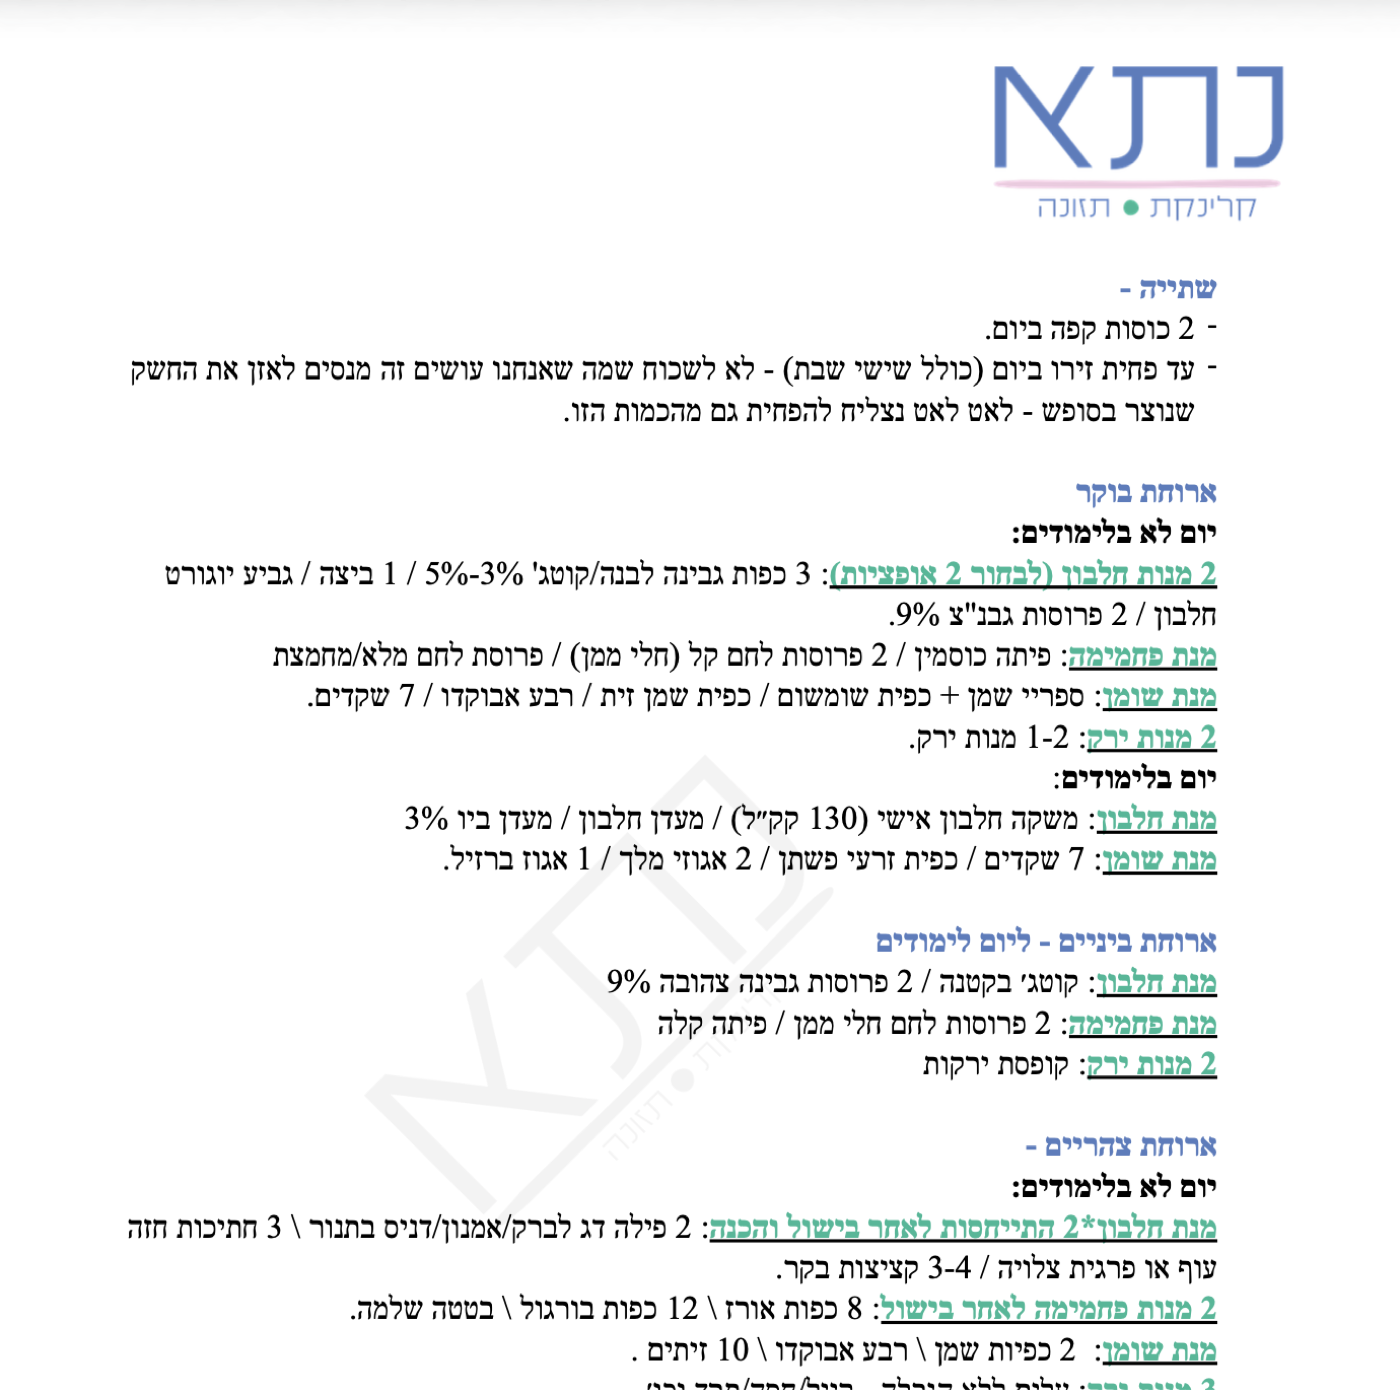 נתא
קלינקת • תזונה
שתייה -
- 2 כוסות קפה ביום.
- עד פחית זירו ביום (כולל שישי שבת) - לא לשכוח שמה שאנחנו עושים זה מנסים לאזן את החשק
שנוצר בסופש - לאט לאט נצליח להפחית גם מהכמות הזו.
ארוחת בוקר
יום לא בלימודים:
2 מנות חלבון (לבחור 2 אופציות): 3 כפות גבינה לבנה/קוטג' 3%-5% / 1 ביצה / גביע יוגורט
חלבון / 2 פרוסות גבנ"צ 9%.
מנת פחמימה: פיתה כוסמין / 2 פרוסות לחם קל (חלי ממן) / פרוסת לחם מלא/מחמצת
מנת שומן: ספריי שמן + כפית שומשום / כפית שמן זית / רבע אבוקדו / 7 שקדים.
2 מנות ירק: 1-2 מנות ירק.
יום בלימודים:
מנת חלבון: משקה חלבון אישי (130 קק״ל) / מעדן חלבון / מעדן ביו 3%
מנת שומן: 7 שקדים / כפית זרעי פשתן / 2 אגוזי מלך / 1 אגוז ברזיל.
ארוחת ביניים - ליום לימודים
מנת חלבון: קוטג׳ בקטנה / 2 פרוסות גבינה צהובה 9%
מנת פחמימה: 2 פרוסות לחם חלי ממן / פיתה קלה
2 מנות ירק: קופסת ירקות
ארוחת צהריים -
יום לא בלימודים:
מנת חלבון*2 התייחסות לאחר בישול והכנה: 2 פילה דג לברק/אמנון/דניס בתנור \ 3 חתיכות חזה
עוף או פרגית צלויה / 3-4 קציצות בקר.
2 מנות פחמימה לאחר בישול: 8 כפות אורז \ 12 כפות בורגול \ בטטה שלמה.
מנת שומן: 2 כפיות שמן \ רבע אבוקדו \ 10 זיתים .